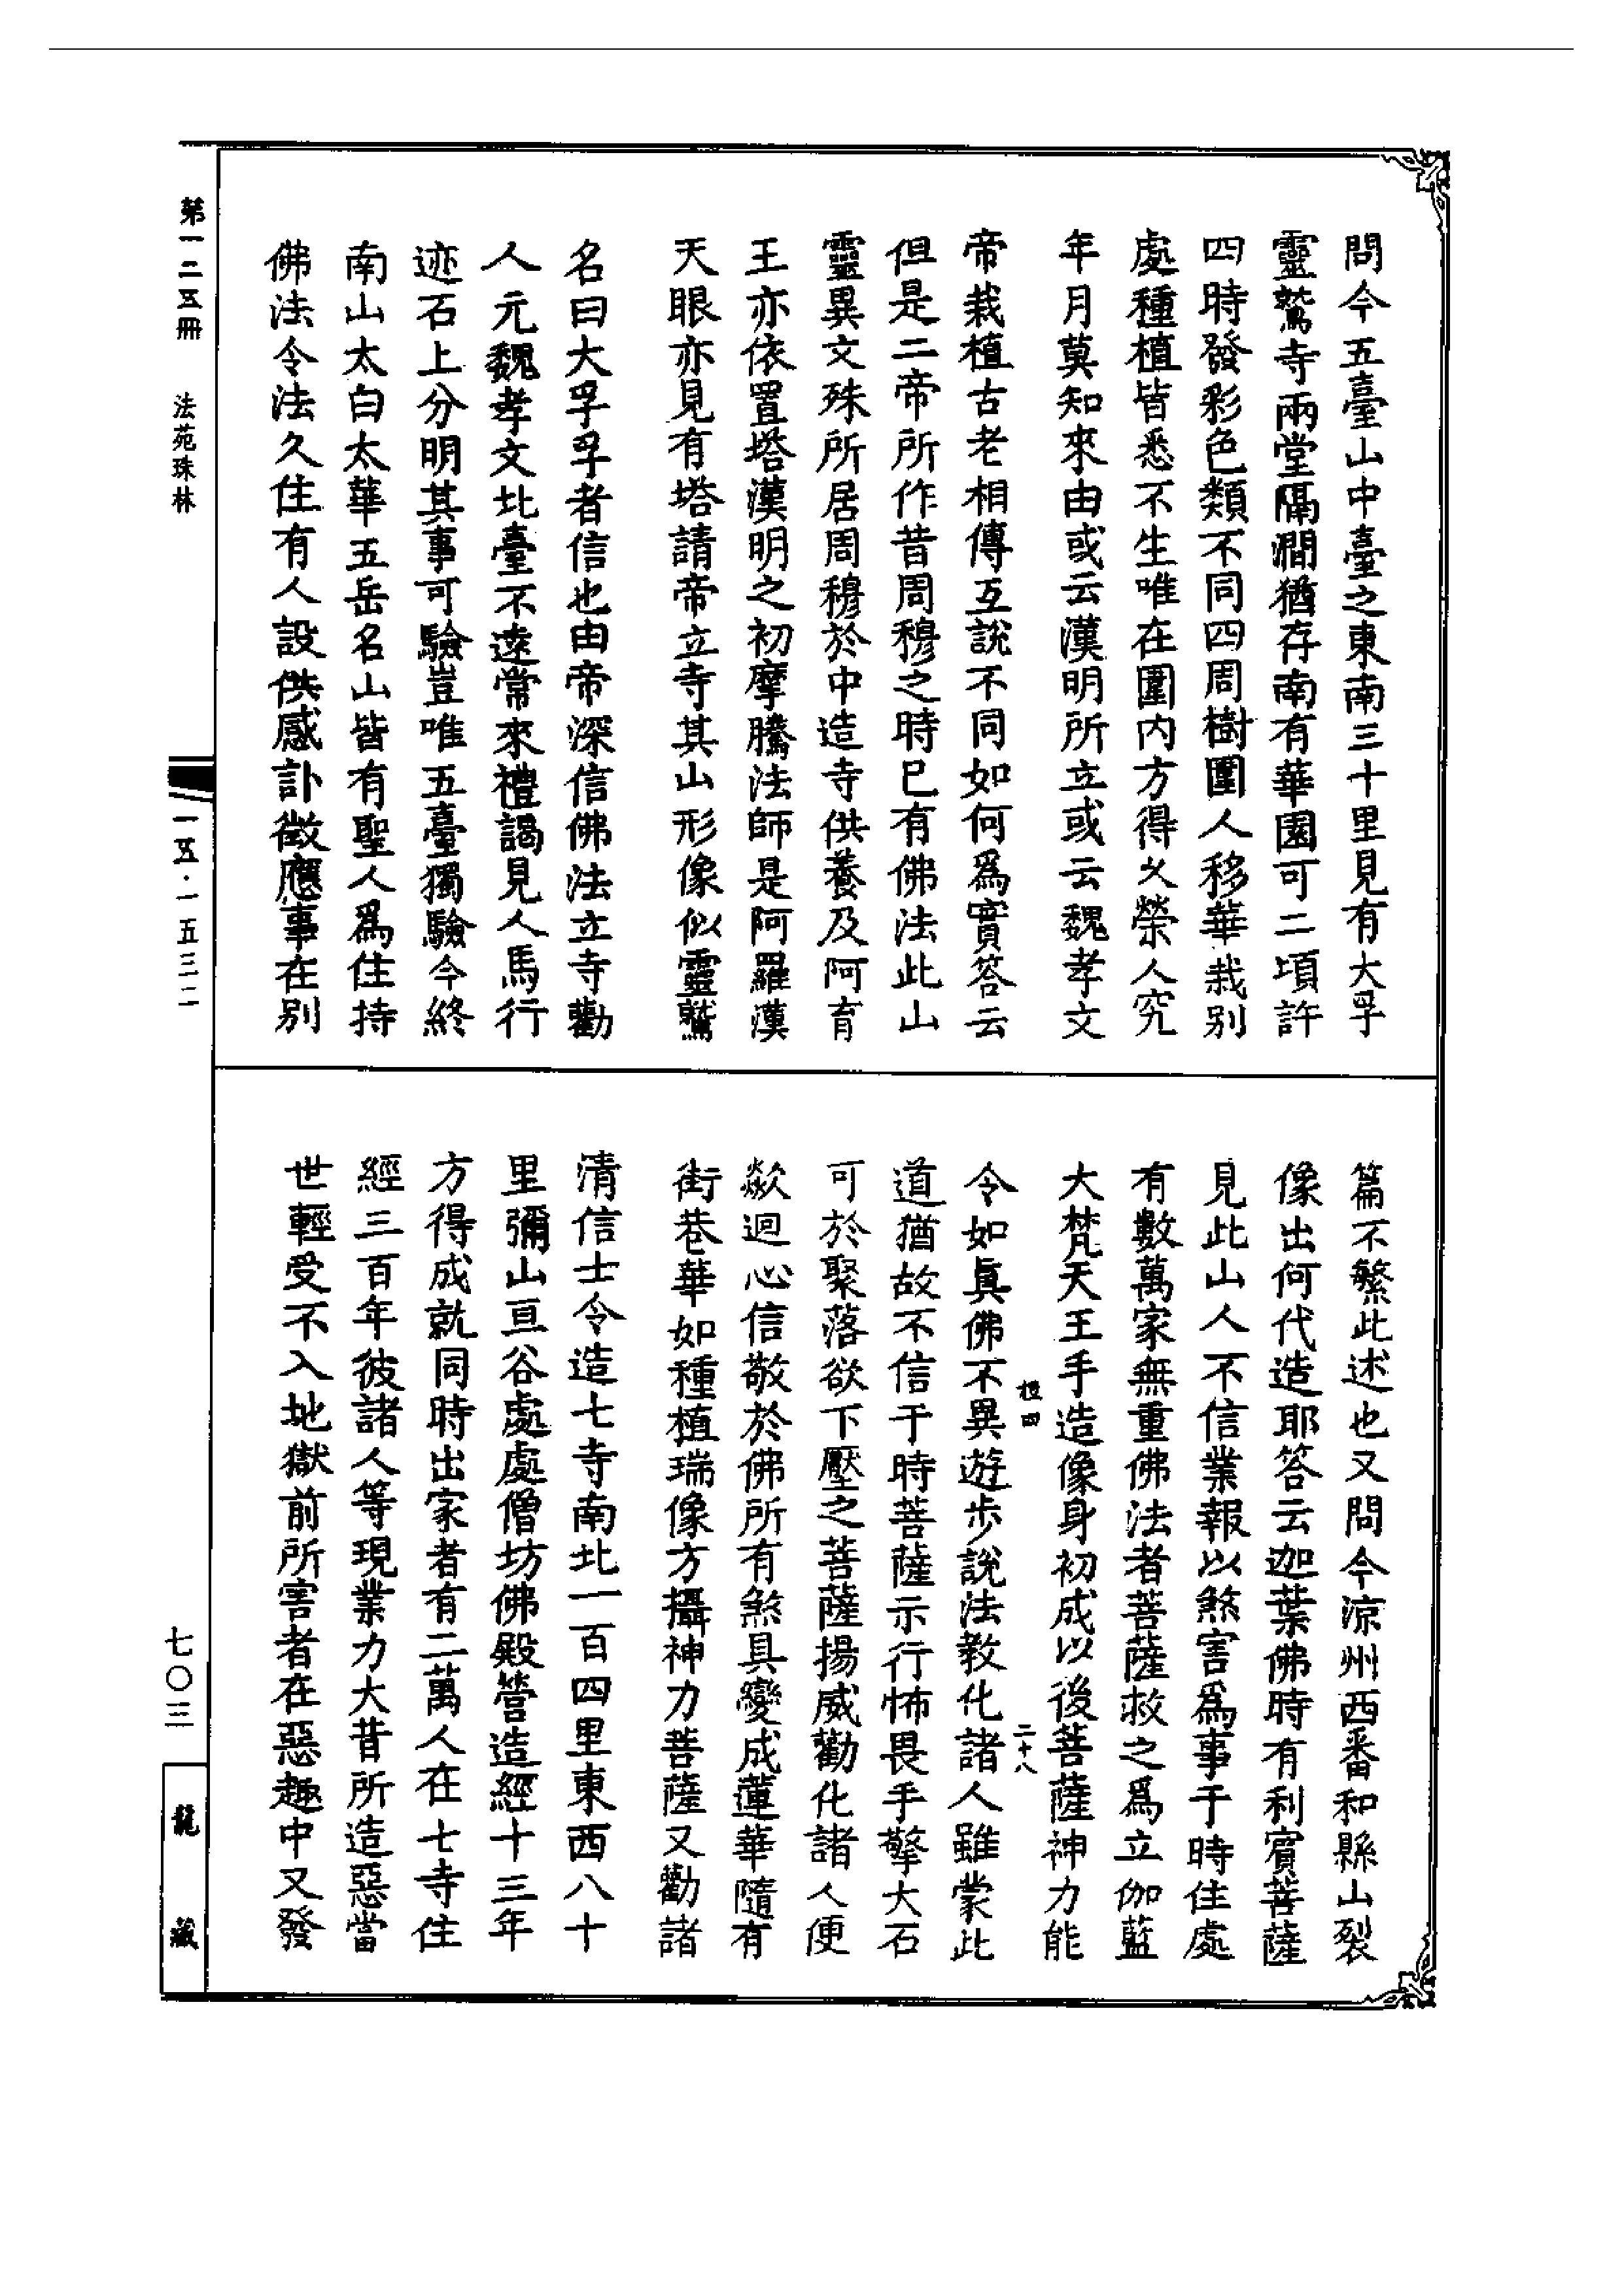 問今五臺山中臺之東南三十里見有大孚
靈鷲寺兩堂隔澗猶存南有華園可二頃許
四時發彩色類不同四周樹圍人移華栽別
處種植皆悉不生唯在圍內方得久榮人究
年月莫知來由或云漢明所立或云魏孝文
帝栽植古老相傳互說不同如何爲實答云
但是二帝所作昔周穆之時已有佛法此山
靈異文殊所居周穆於中造寺供養及阿育
王亦依置塔漢明之初摩騰法師是阿羅漢
天眼亦見有塔請帝立寺其山形像似靈鷲
名曰大孚孚者信也由帝深信佛法立寺勸
人元魏孝文北臺不遠常來禮謁見人馬行
迹石上分明其事可驗豈唯五臺獨驗今終
南山太白太華五岳名山皆有聖人爲住持
佛法令法久住有人設供感訃徵應事在別
篇不繁此述也又問今涼州西番和縣山裂
像出何代造耶答云迦葉佛時有利賓菩薩
見此山人不信業報以煞害爲事于時住處
有數萬家無重佛法者菩薩救之爲立伽藍
大梵天王手造像身初成以後菩薩神力能
令如眞佛不異遊步說法教化諸人雖蒙此
道猶故不信于時菩薩示行怖畏手擎大石
可於聚落欲下壓之菩薩揚威勸化諸人便
歘迴心信敬於佛所有煞具變成蓮華隨有
街巷華如種植瑞像方攝神力菩薩又勸諸
清信士令造七寺南北一百四里東西八十
里彌山亘谷處處僧坊佛殿營造經十三年
方得成就同時出家者有二萬人在七寺住
經三百年彼諸人等現業力大昔所造惡當
世輕受不入地獄前所害者在惡趣中又發
二十八
第一二五冊 法苑珠林
一五·一五三二
七〇三
龍藏